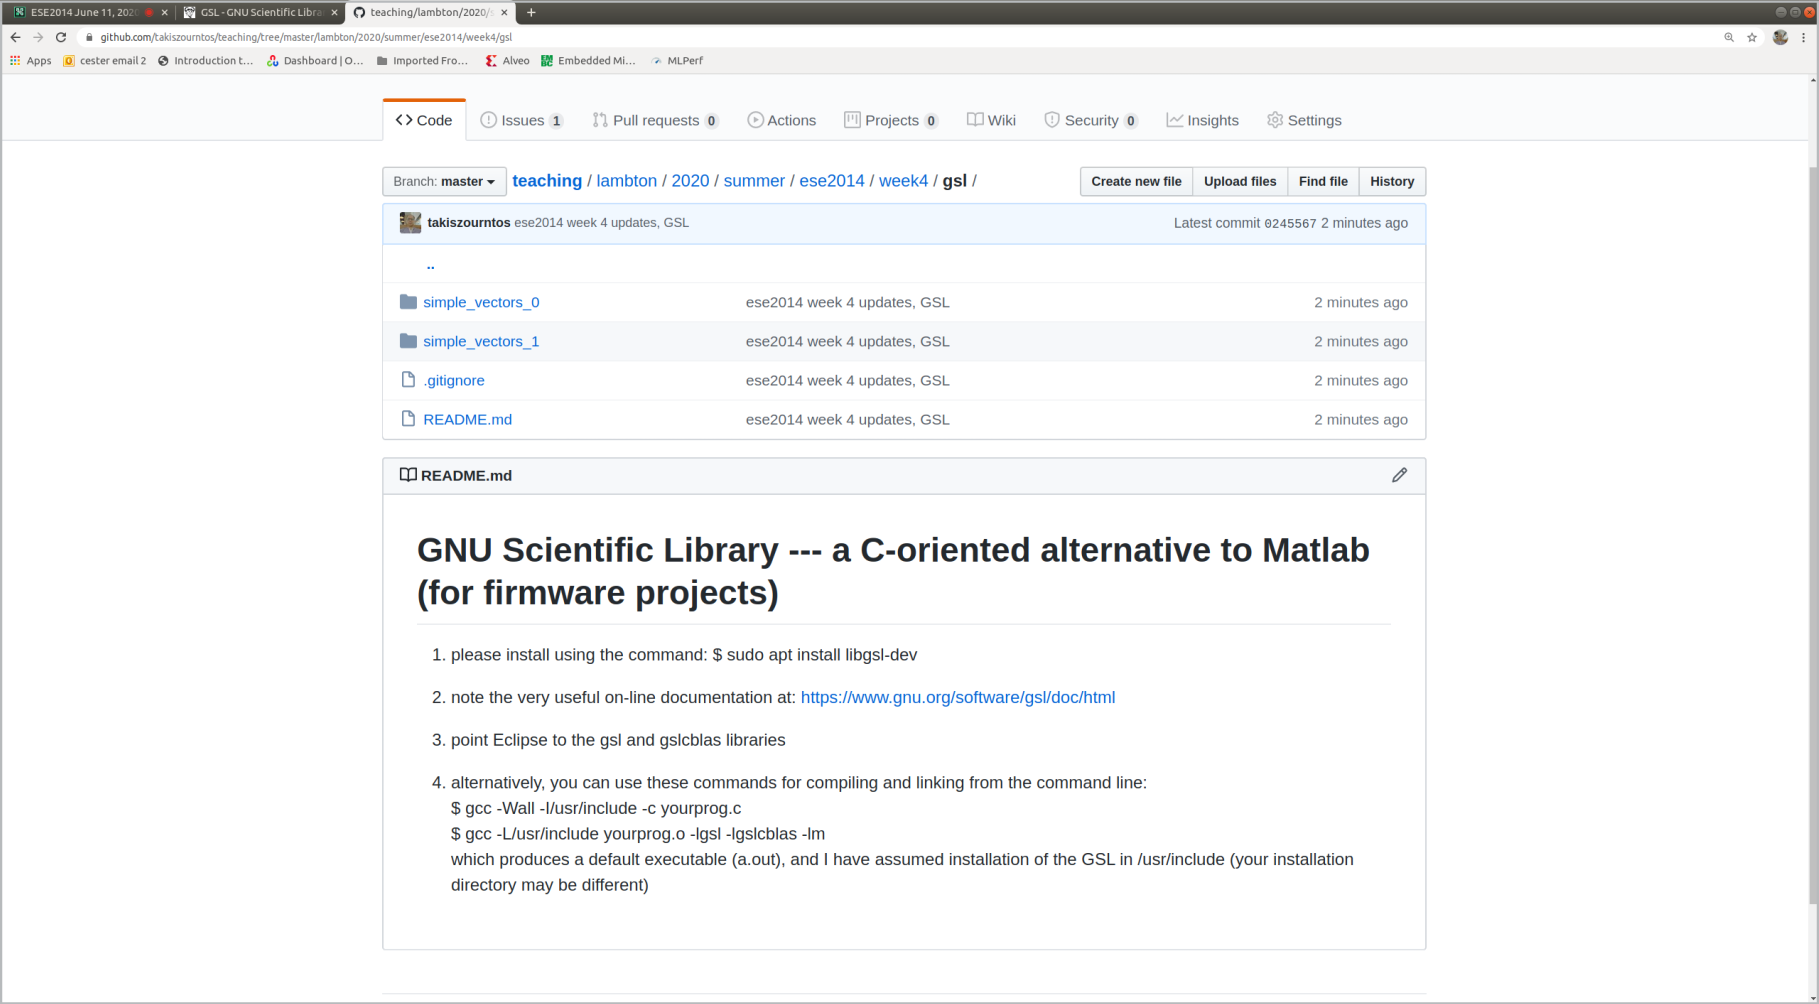 ESE2014 June 11, 202
GSL - GNU Scientific Libra
teaching/lambton/2020/s
github.com/takiszourntos/teaching/tree/master/lambton/2020/summer/ese2014/week4/gsl
Apps
cester email 2
Introduction t...
Dashboard | O...
Imported Fro...
Alveo
Embedded Mi...
MLPerf
Code
Issues 1
Pull requests 0
Actions
Projects 0
Wiki
Security 0
Insights
Settings
Branch: master
teaching / lambton / 2020 / summer / ese2014 / week4 / gsl /
Create new file
Upload files
Find file
History
takiszourntos ese2014 week 4 updates, GSL
Latest commit 0245567 2 minutes ago
..
simple_vectors_0 ese2014 week 4 updates, GSL 2 minutes ago
simple_vectors_1 ese2014 week 4 updates, GSL 2 minutes ago
.gitignore ese2014 week 4 updates, GSL 2 minutes ago
README.md ese2014 week 4 updates, GSL 2 minutes ago
README.md
GNU Scientific Library --- a C-oriented alternative to Matlab
(for firmware projects)
1. please install using the command: $ sudo apt install libgsl-dev
2. note the very useful on-line documentation at: https://www.gnu.org/software/gsl/doc/html
3. point Eclipse to the gsl and gslcblas libraries
4. alternatively, you can use these commands for compiling and linking from the command line:
$ gcc -Wall -I/usr/include -c yourprog.c
$ gcc -L/usr/include yourprog.o -lgsl -lgslcblas -lm
which produces a default executable (a.out), and I have assumed installation of the GSL in /usr/include (your installation
directory may be different)